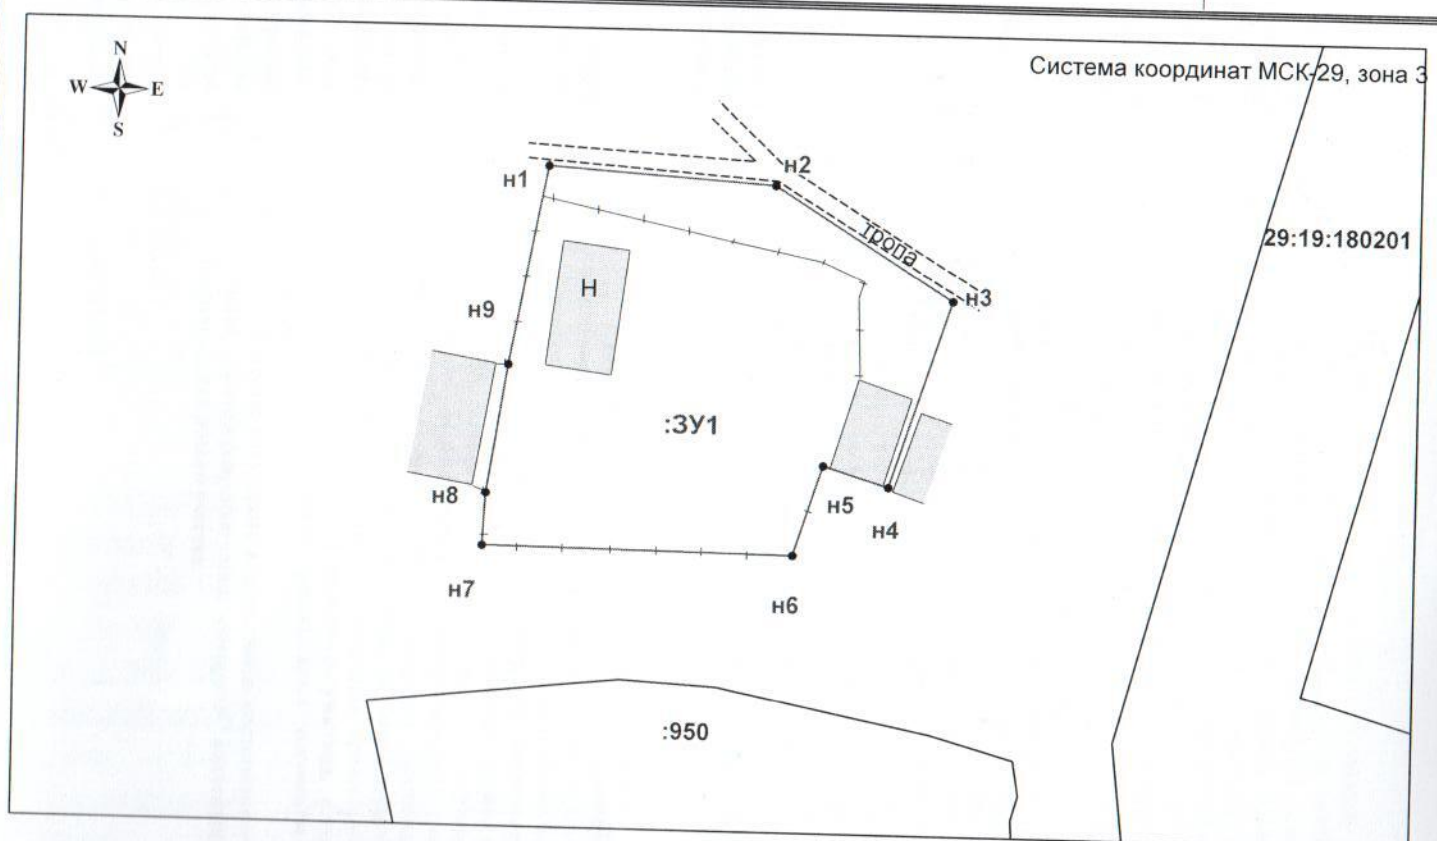 N
W E
S
Система координат МСК-29, зона 3
н1
н2
тропа
29:19:180201
Н
н3
н9
:ЗУ1
н8
н5
н4
н7
н6
:950